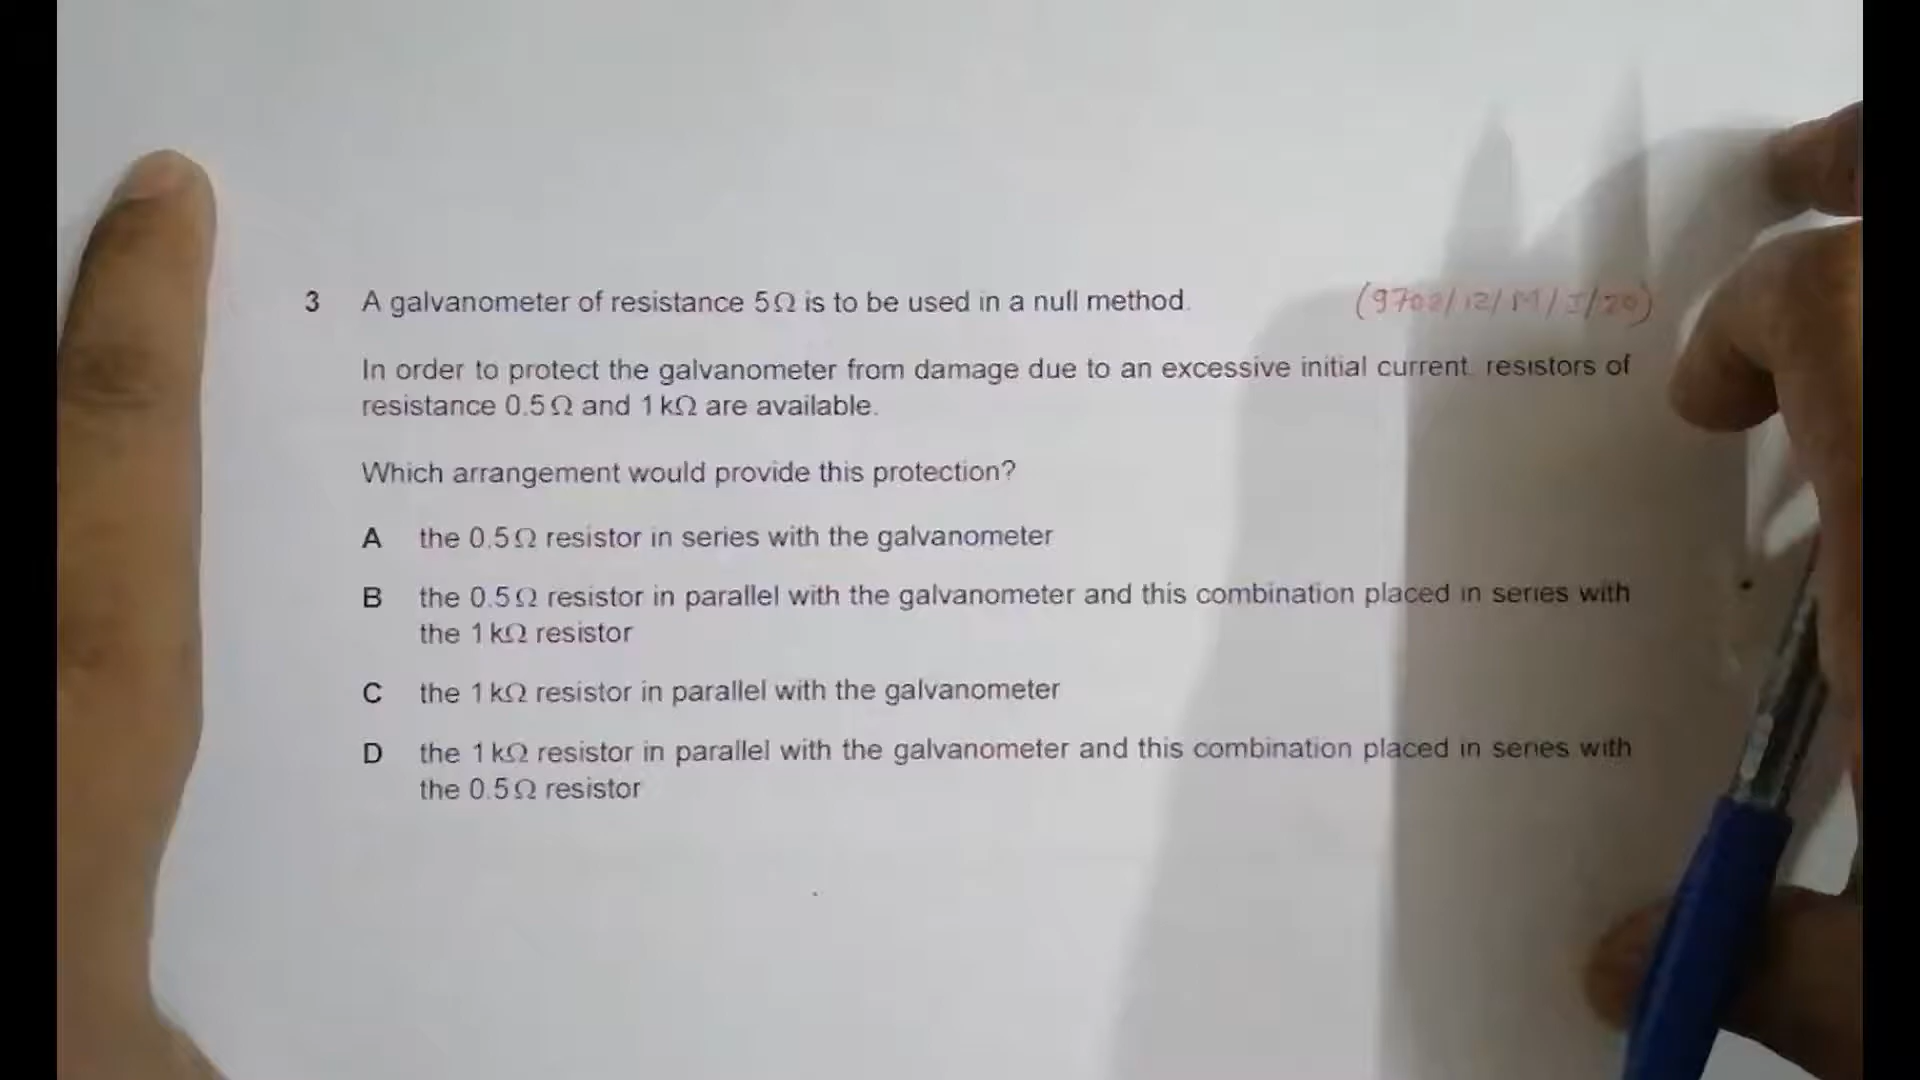 3 A galvanometer of resistance 5Ω is to be used in a null method. (9702/12/M/J/20)
In order to protect the galvanometer from damage due to an excessive initial current, resistors of
resistance 0.5Ω and 1kΩ are available.
Which arrangement would provide this protection?
A the 0.5Ω resistor in series with the galvanometer
B the 0.5Ω resistor in parallel with the galvanometer and this combination placed in series with
the 1kΩ resistor
C the 1kΩ resistor in parallel with the galvanometer
D the 1kΩ resistor in parallel with the galvanometer and this combination placed in series with
the 0.5Ω resistor